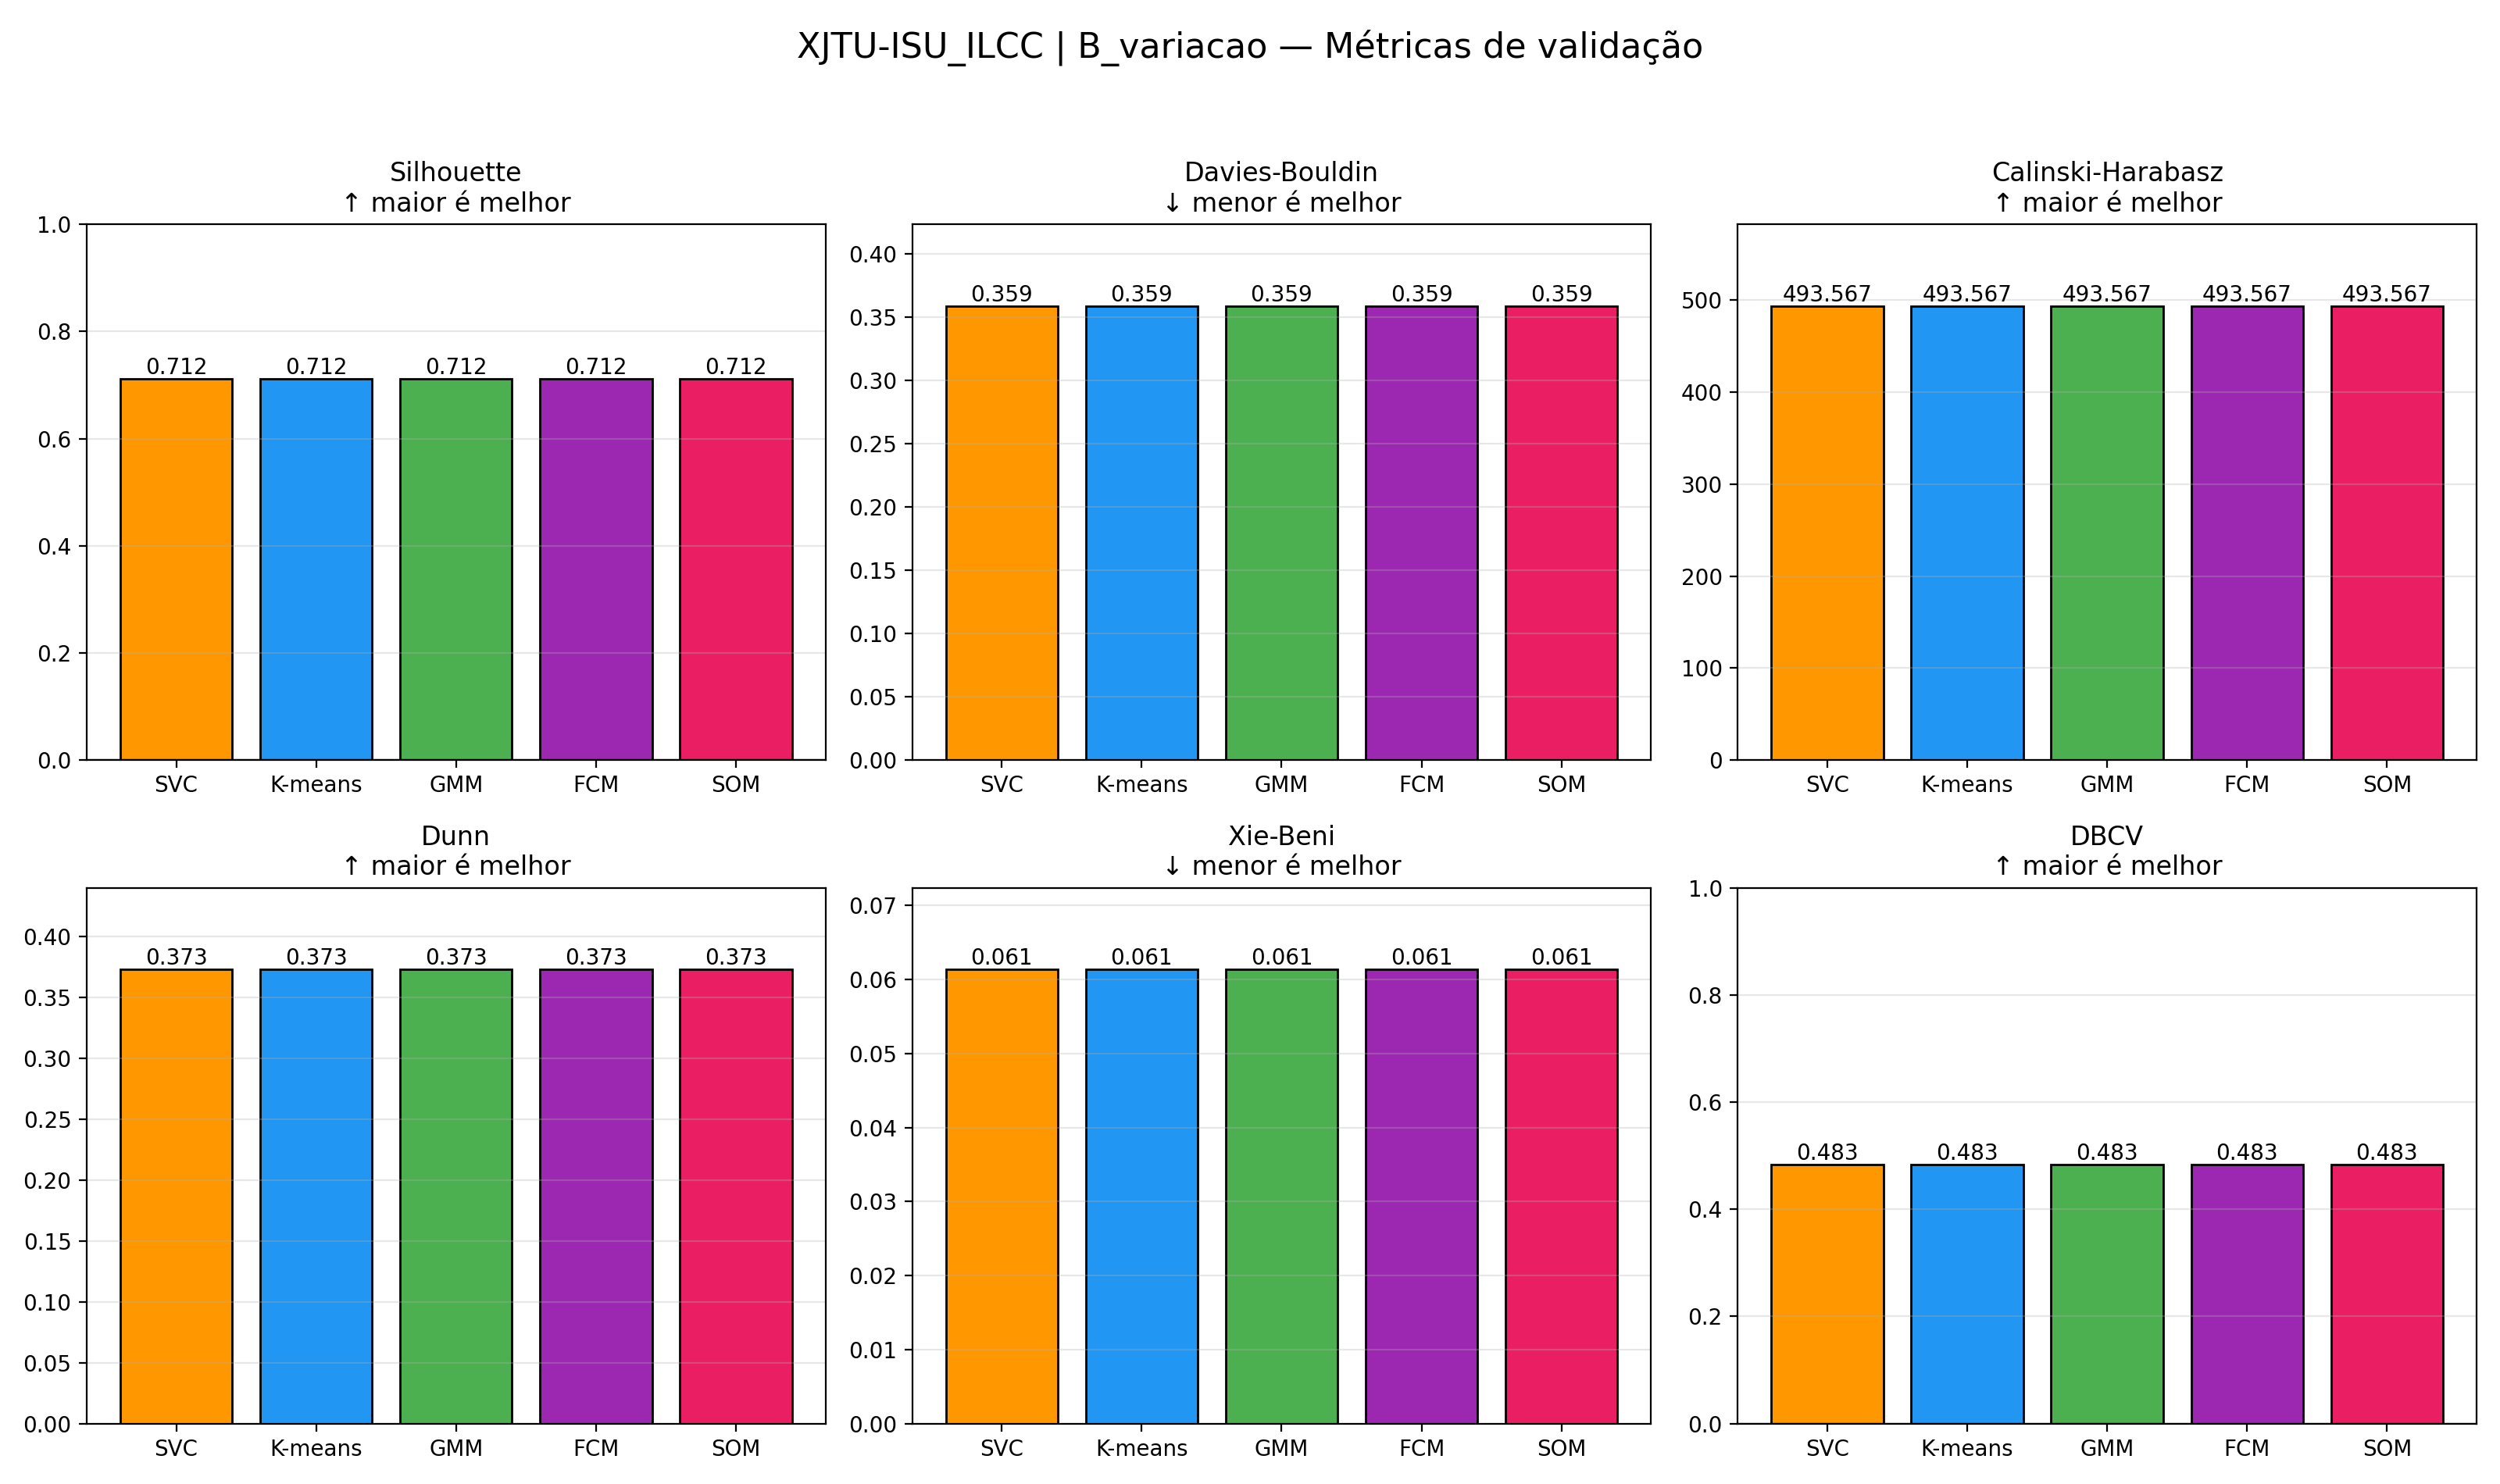 XJTU-ISU_ILCC | B_variacao — Métricas de validação
Silhouette
↑ maior é melhor
1.0
0.8
0.6
0.4
0.2
0.0
0.712 0.712 0.712 0.712 0.712
SVC K-means GMM FCM SOM
Davies-Bouldin
↓ menor é melhor
0.40
0.35
0.30
0.25
0.20
0.15
0.10
0.05
0.00
0.359 0.359 0.359 0.359 0.359
SVC K-means GMM FCM SOM
Calinski-Harabasz
↑ maior é melhor
500
400
300
200
100
0
493.567 493.567 493.567 493.567 493.567
SVC K-means GMM FCM SOM
Dunn
↑ maior é melhor
0.40
0.35
0.30
0.25
0.20
0.15
0.10
0.05
0.00
0.373 0.373 0.373 0.373 0.373
SVC K-means GMM FCM SOM
Xie-Beni
↓ menor é melhor
0.07
0.06
0.05
0.04
0.03
0.02
0.01
0.00
0.061 0.061 0.061 0.061 0.061
SVC K-means GMM FCM SOM
DBCV
↑ maior é melhor
1.0
0.8
0.6
0.4
0.2
0.0
0.483 0.483 0.483 0.483 0.483
SVC K-means GMM FCM SOM